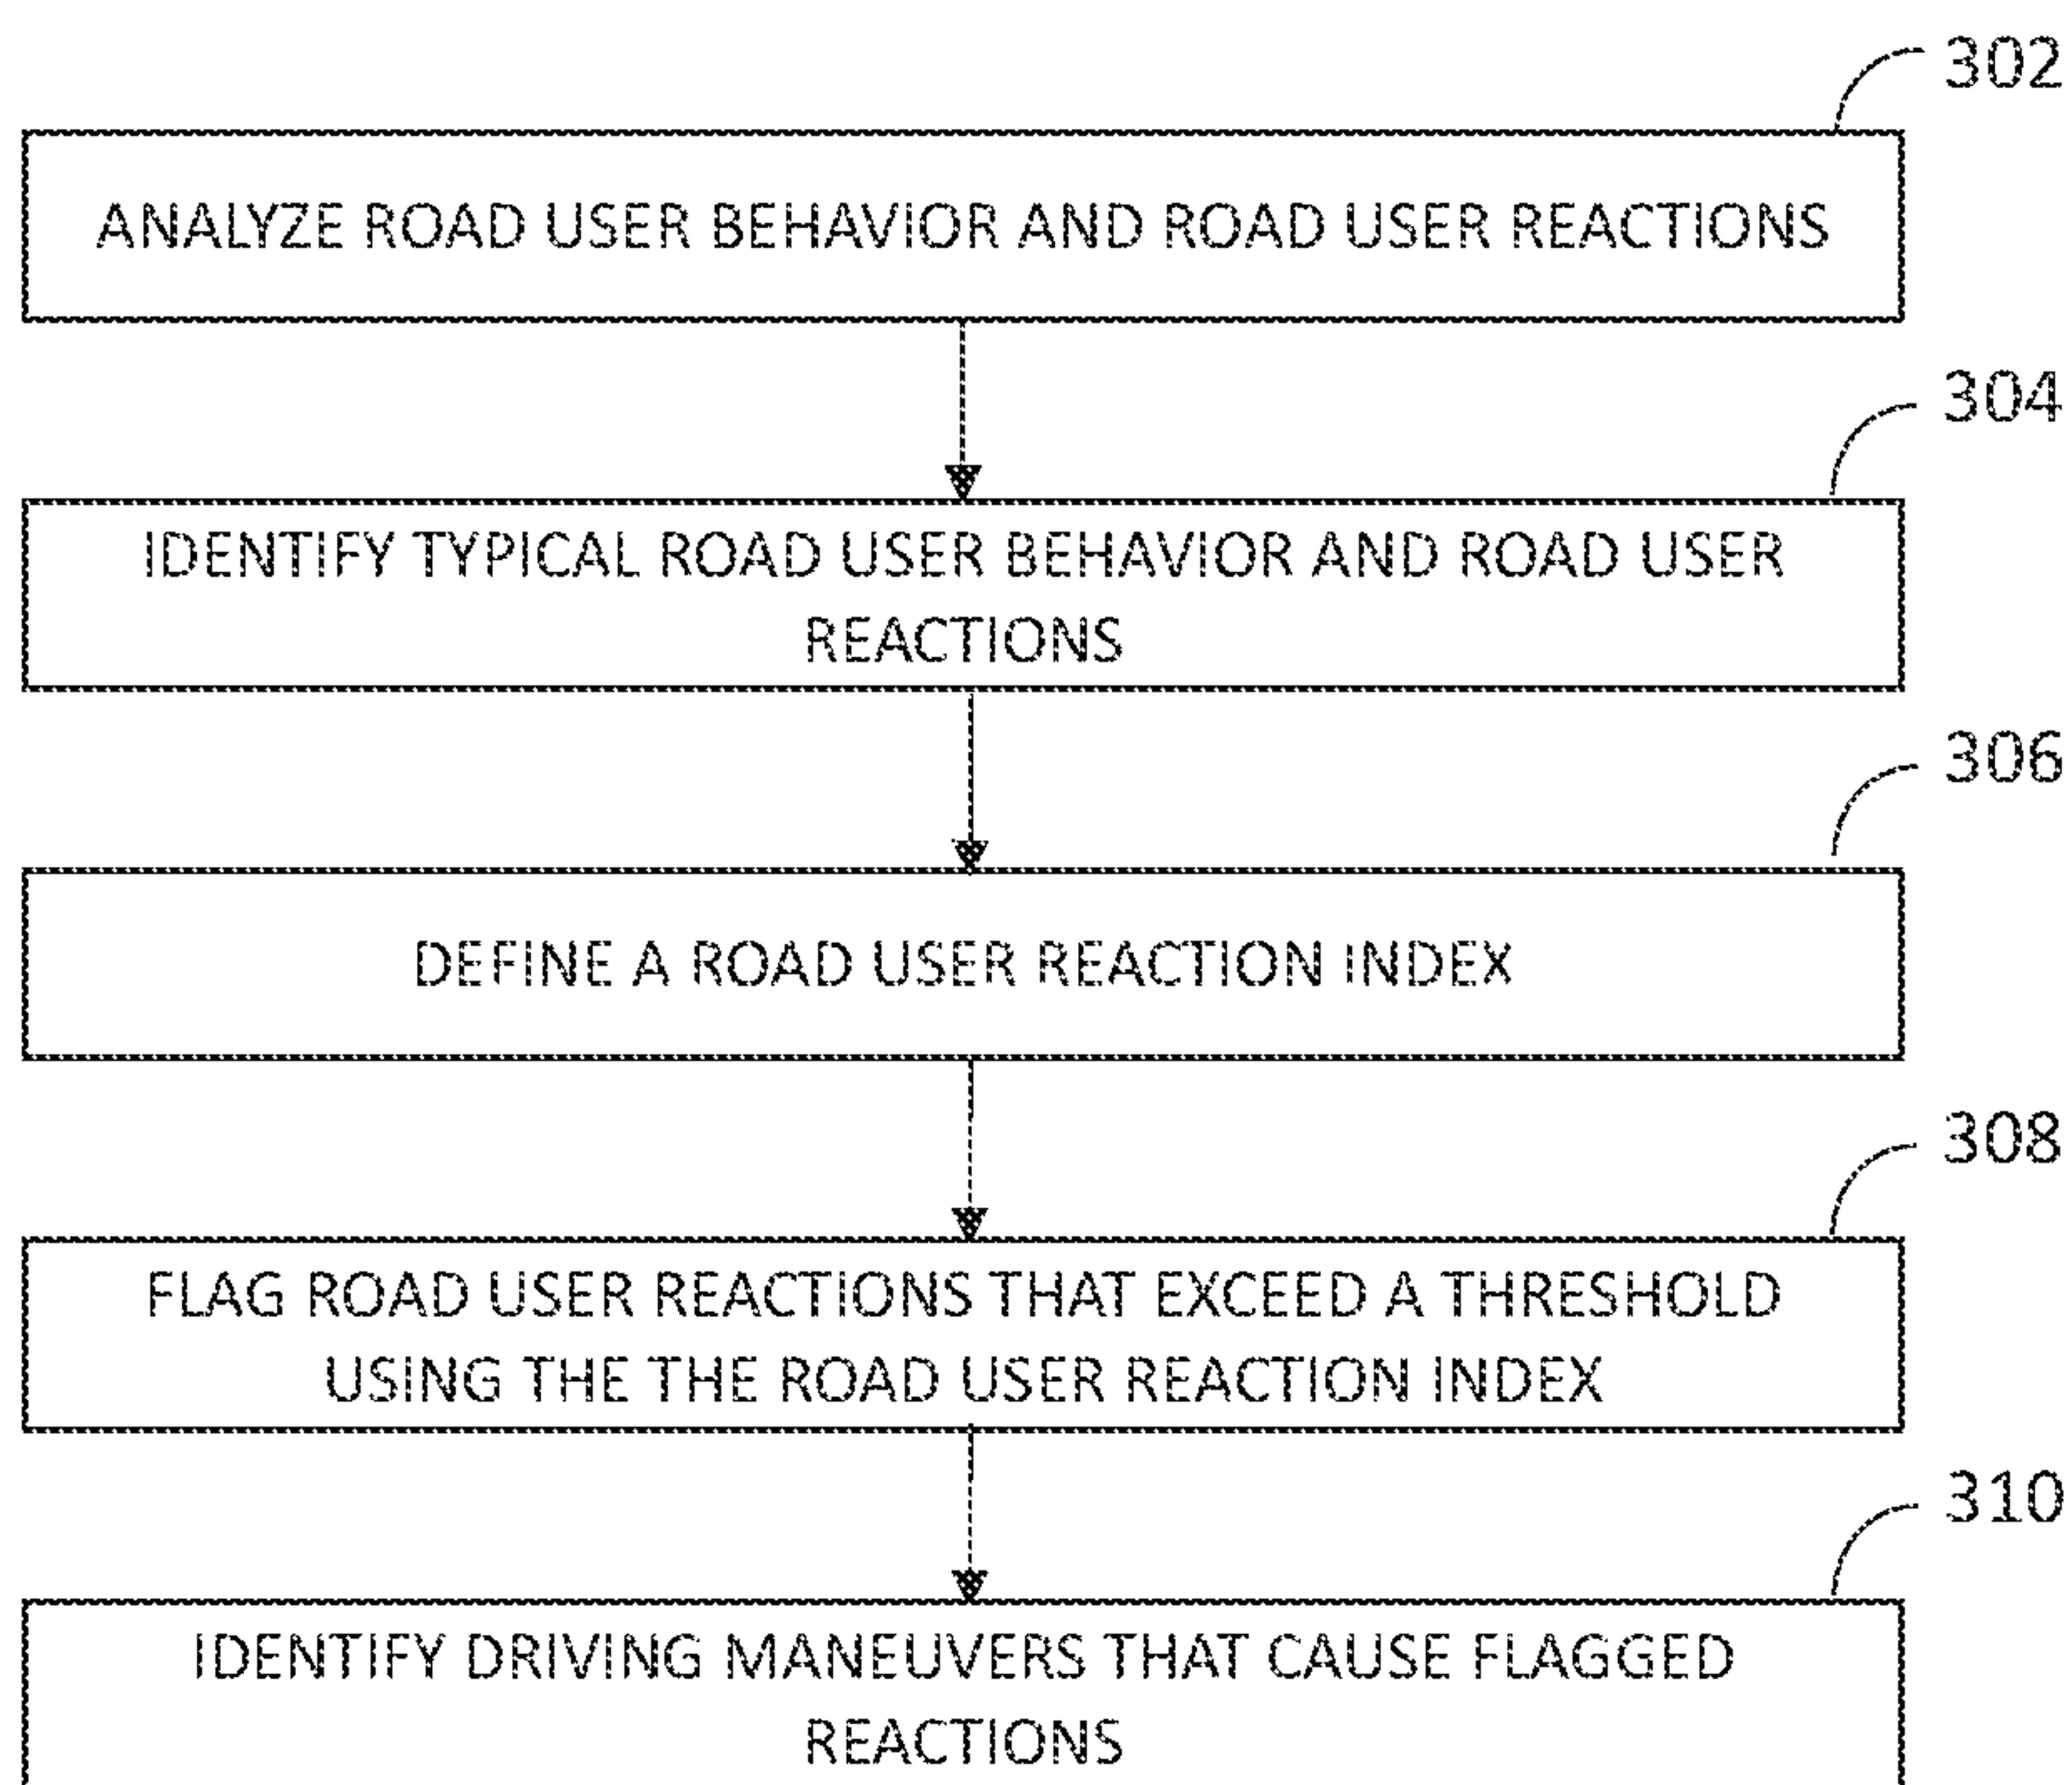 302
ANALYZE ROAD USER BEHAVIOR AND ROAD USER REACTIONS
304
IDENTIFY TYPICAL ROAD USER BEHAVIOR AND ROAD USER
REACTIONS
306
DEFINE A ROAD USER REACTION INDEX
308
FLAG ROAD USER REACTIONS THAT EXCEED A THRESHOLD
USING THE THE ROAD USER REACTION INDEX
310
IDENTIFY DRIVING MANEUVERS THAT CAUSE FLAGGED
REACTIONS